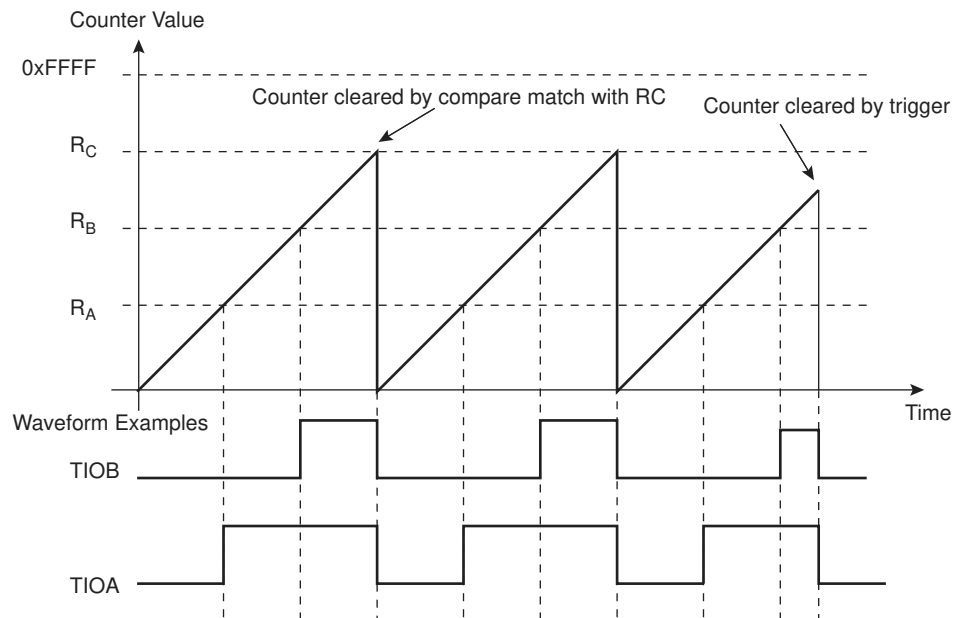 Counter Value
0xFFFF
Counter cleared by compare match with RC
Counter cleared by trigger
RC
RB
RA
Time
Waveform Examples
TIOB
TIOA